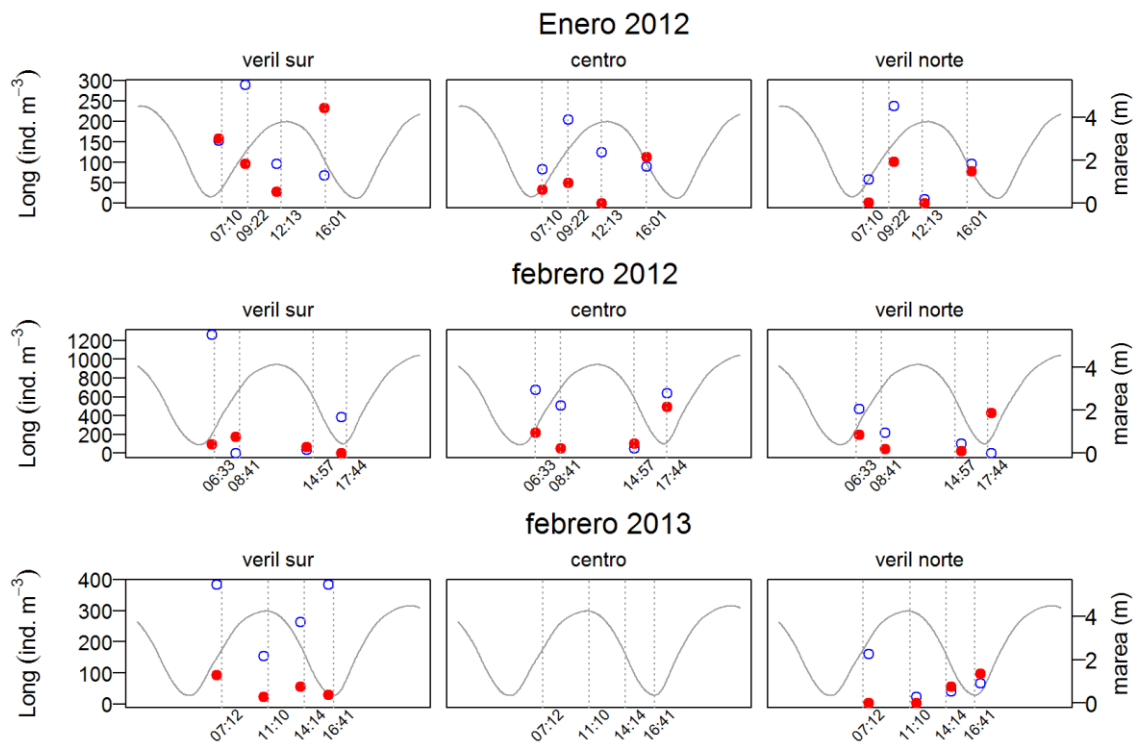 Enero 2012
veril sur centro veril norte
Long (ind. m⁻³)
300
250
200
150
100
50
0
4
2
0
marea (m)
07:10 09:22 12:13 16:01 07:10 09:22 12:13 16:01 07:10 09:22 12:13 16:01
febrero 2012
veril sur centro veril norte
Long (ind. m⁻³)
1200
1000
800
600
400
200
0
4
2
0
marea (m)
06:33 08:41 14:57 17:44 06:33 08:41 14:57 17:44 06:33 08:41 14:57 17:44
febrero 2013
veril sur centro veril norte
Long (ind. m⁻³)
400
300
200
100
0
4
2
0
marea (m)
07:12 11:10 14:14 16:41 07:12 11:10 14:14 16:41 07:12 11:10 14:14 16:41